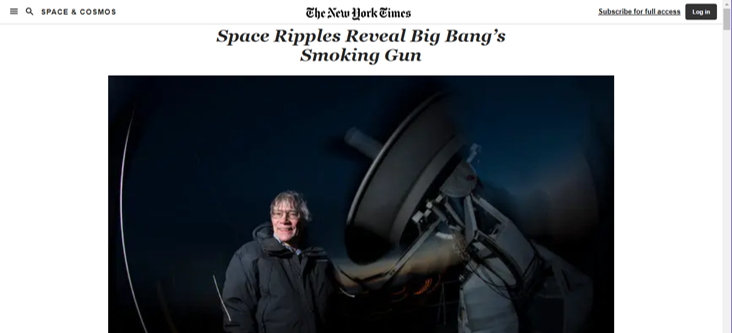 SPACE & COSMOS
The New York Times
Subscribe for full access
Log in
Space Ripples Reveal Big Bang’s
Smoking Gun